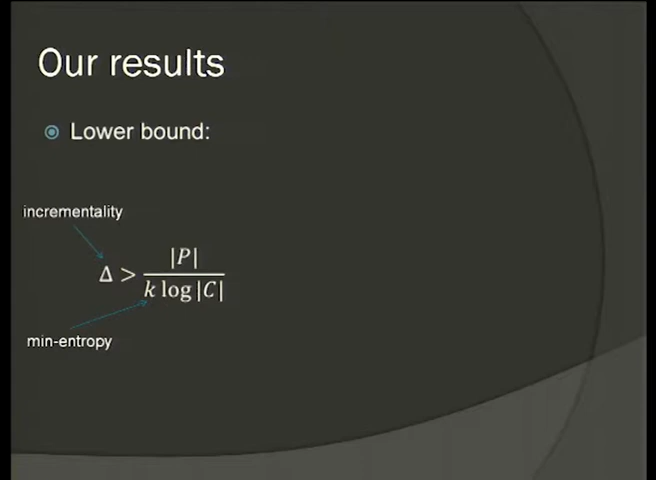 Our results
Lower bound:
incrementality
Δ > |P| / k log|C|
min-entropy